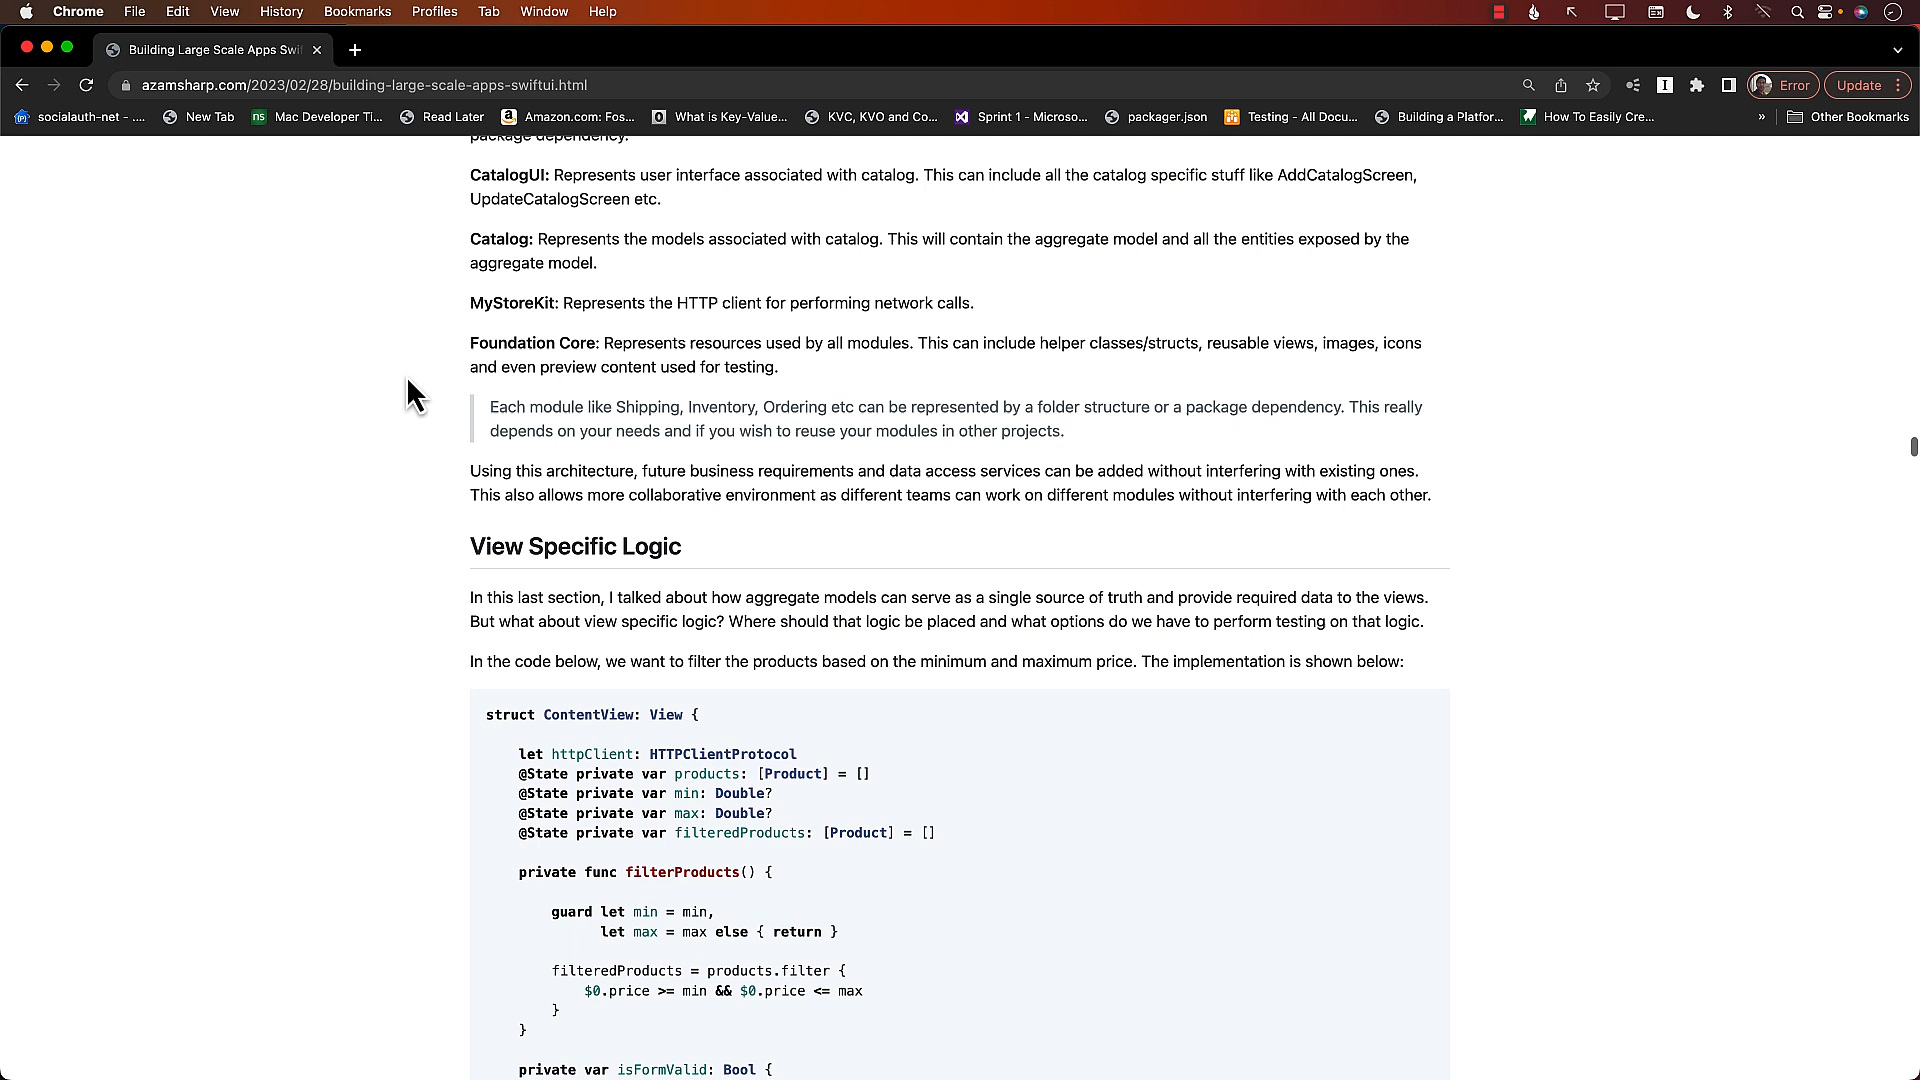 Chrome File Edit View History Bookmarks Profiles Tab Window Help
Building Large Scale Apps Swif
azamsharp.com/2023/02/28/building-large-scale-apps-swiftui.html
Error
Update
socialauth-net - ....
New Tab
ns Mac Developer Ti...
Read Later
Amazon.com: Fos...
What is Key-Value...
KVC, KVO and Co...
Sprint 1 - Microso...
packager.json
Testing - All Docu...
Building a Platfor...
How To Easily Cre...
»
Other Bookmarks
package dependency.
CatalogUI: Represents user interface associated with catalog. This can include all the catalog specific stuff like AddCatalogScreen,
UpdateCatalogScreen etc.
Catalog: Represents the models associated with catalog. This will contain the aggregate model and all the entities exposed by the
aggregate model.
MyStoreKit: Represents the HTTP client for performing network calls.
Foundation Core: Represents resources used by all modules. This can include helper classes/structs, reusable views, images, icons
and even preview content used for testing.
Each module like Shipping, Inventory, Ordering etc can be represented by a folder structure or a package dependency. This really
depends on your needs and if you wish to reuse your modules in other projects.
Using this architecture, future business requirements and data access services can be added without interfering with existing ones.
This also allows more collaborative environment as different teams can work on different modules without interfering with each other.
View Specific Logic
In this last section, I talked about how aggregate models can serve as a single source of truth and provide required data to the views.
But what about view specific logic? Where should that logic be placed and what options do we have to perform testing on that logic.
In the code below, we want to filter the products based on the minimum and maximum price. The implementation is shown below:
struct ContentView: View {
let httpClient: HTTPClientProtocol
@State private var products: [Product] = []
@State private var min: Double?
@State private var max: Double?
@State private var filteredProducts: [Product] = []
private func filterProducts() {
guard let min = min,
let max = max else { return }
filteredProducts = products.filter {
$0.price >= min && $0.price <= max
}
}
private var isFormValid: Bool {